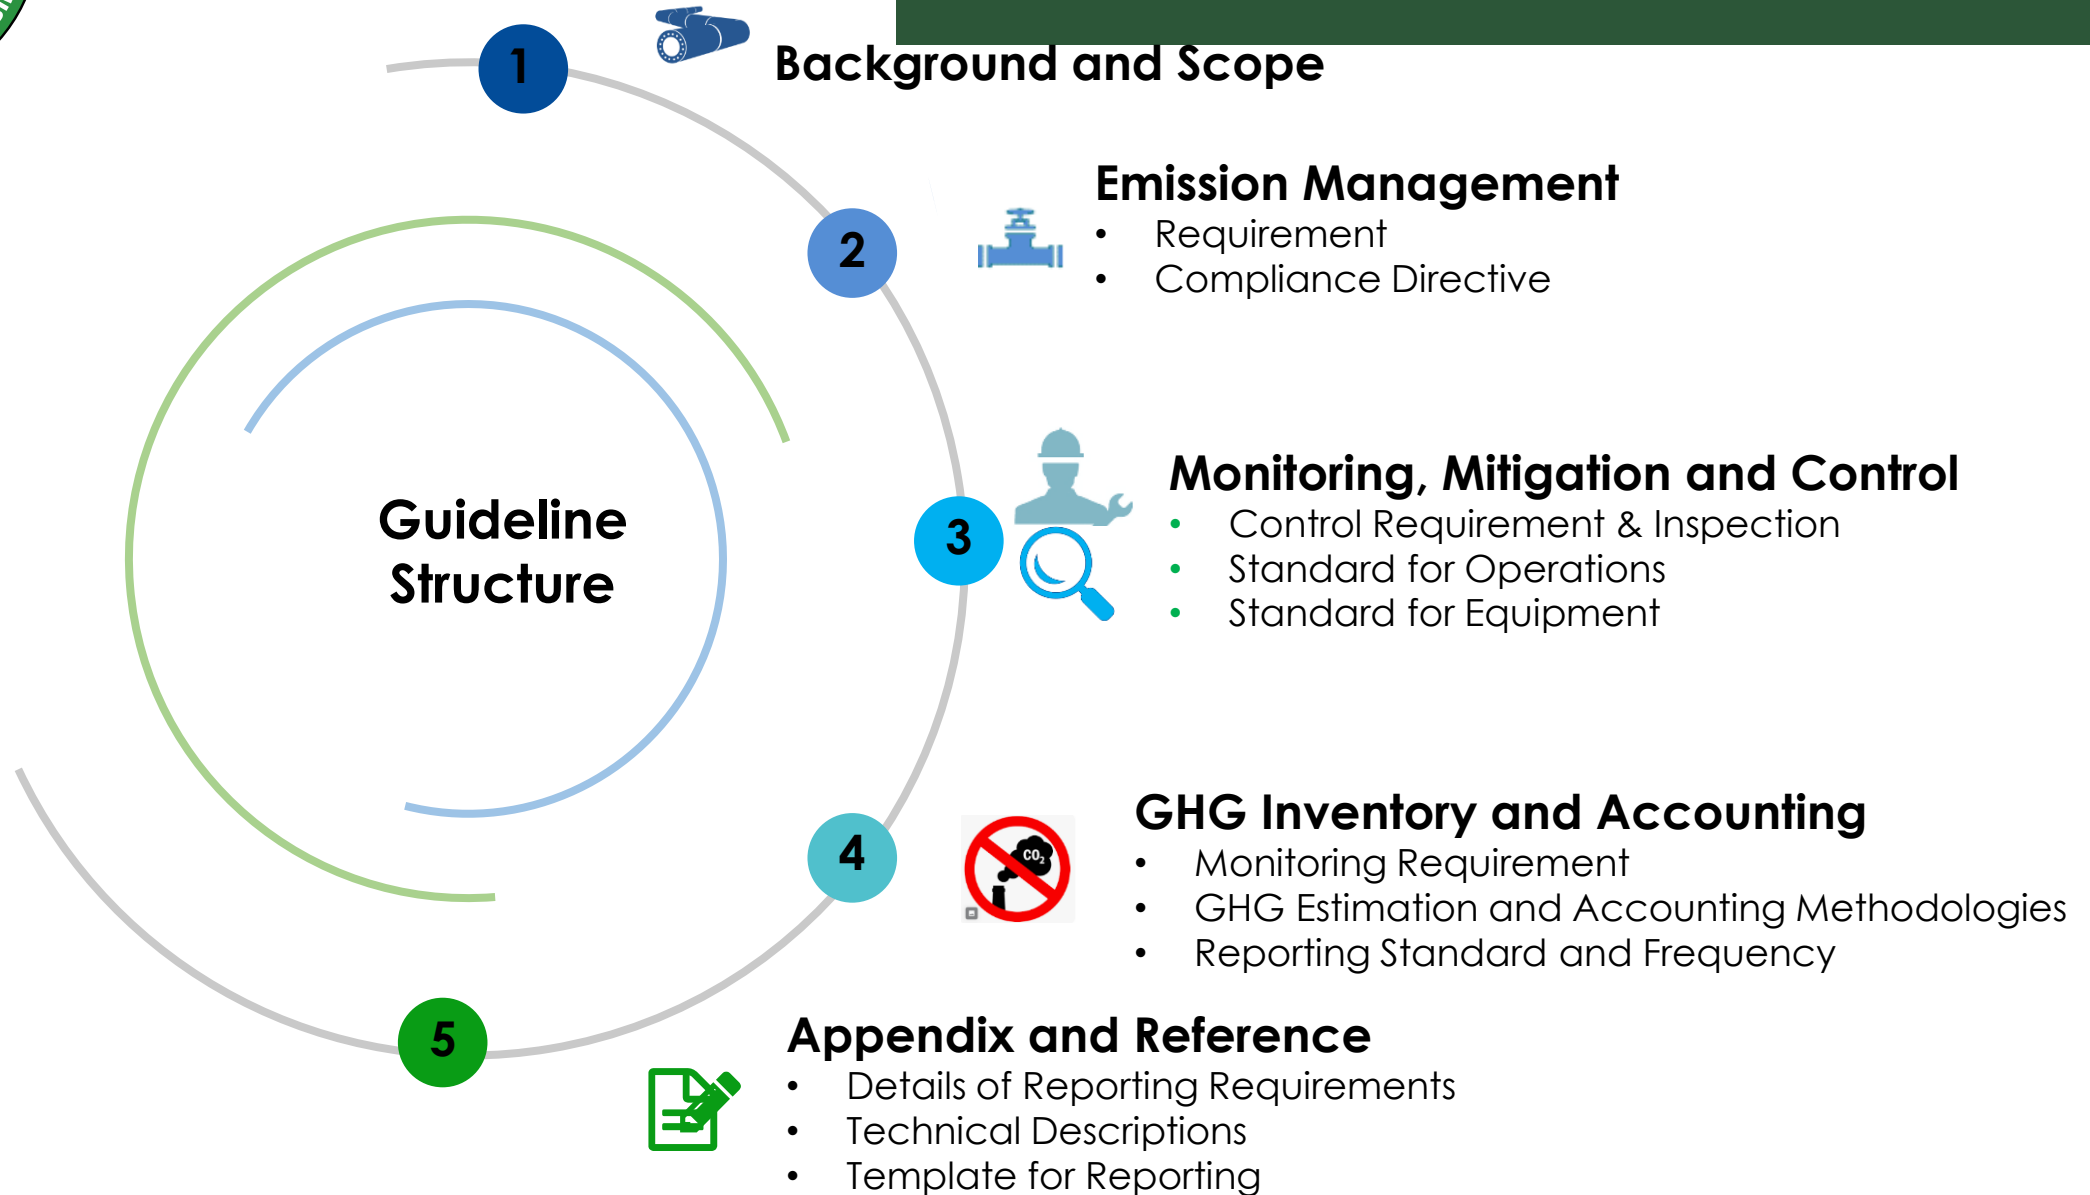 1
Background and Scope
2
Emission Management
• Requirement
• Compliance Directive
Guideline
Structure
3
Monitoring, Mitigation and Control
• Control Requirement & Inspection
• Standard for Operations
• Standard for Equipment
4
CO₂
GHG Inventory and Accounting
• Monitoring Requirement
• GHG Estimation and Accounting Methodologies
• Reporting Standard and Frequency
5
Appendix and Reference
• Details of Reporting Requirements
• Technical Descriptions
• Template for Reporting